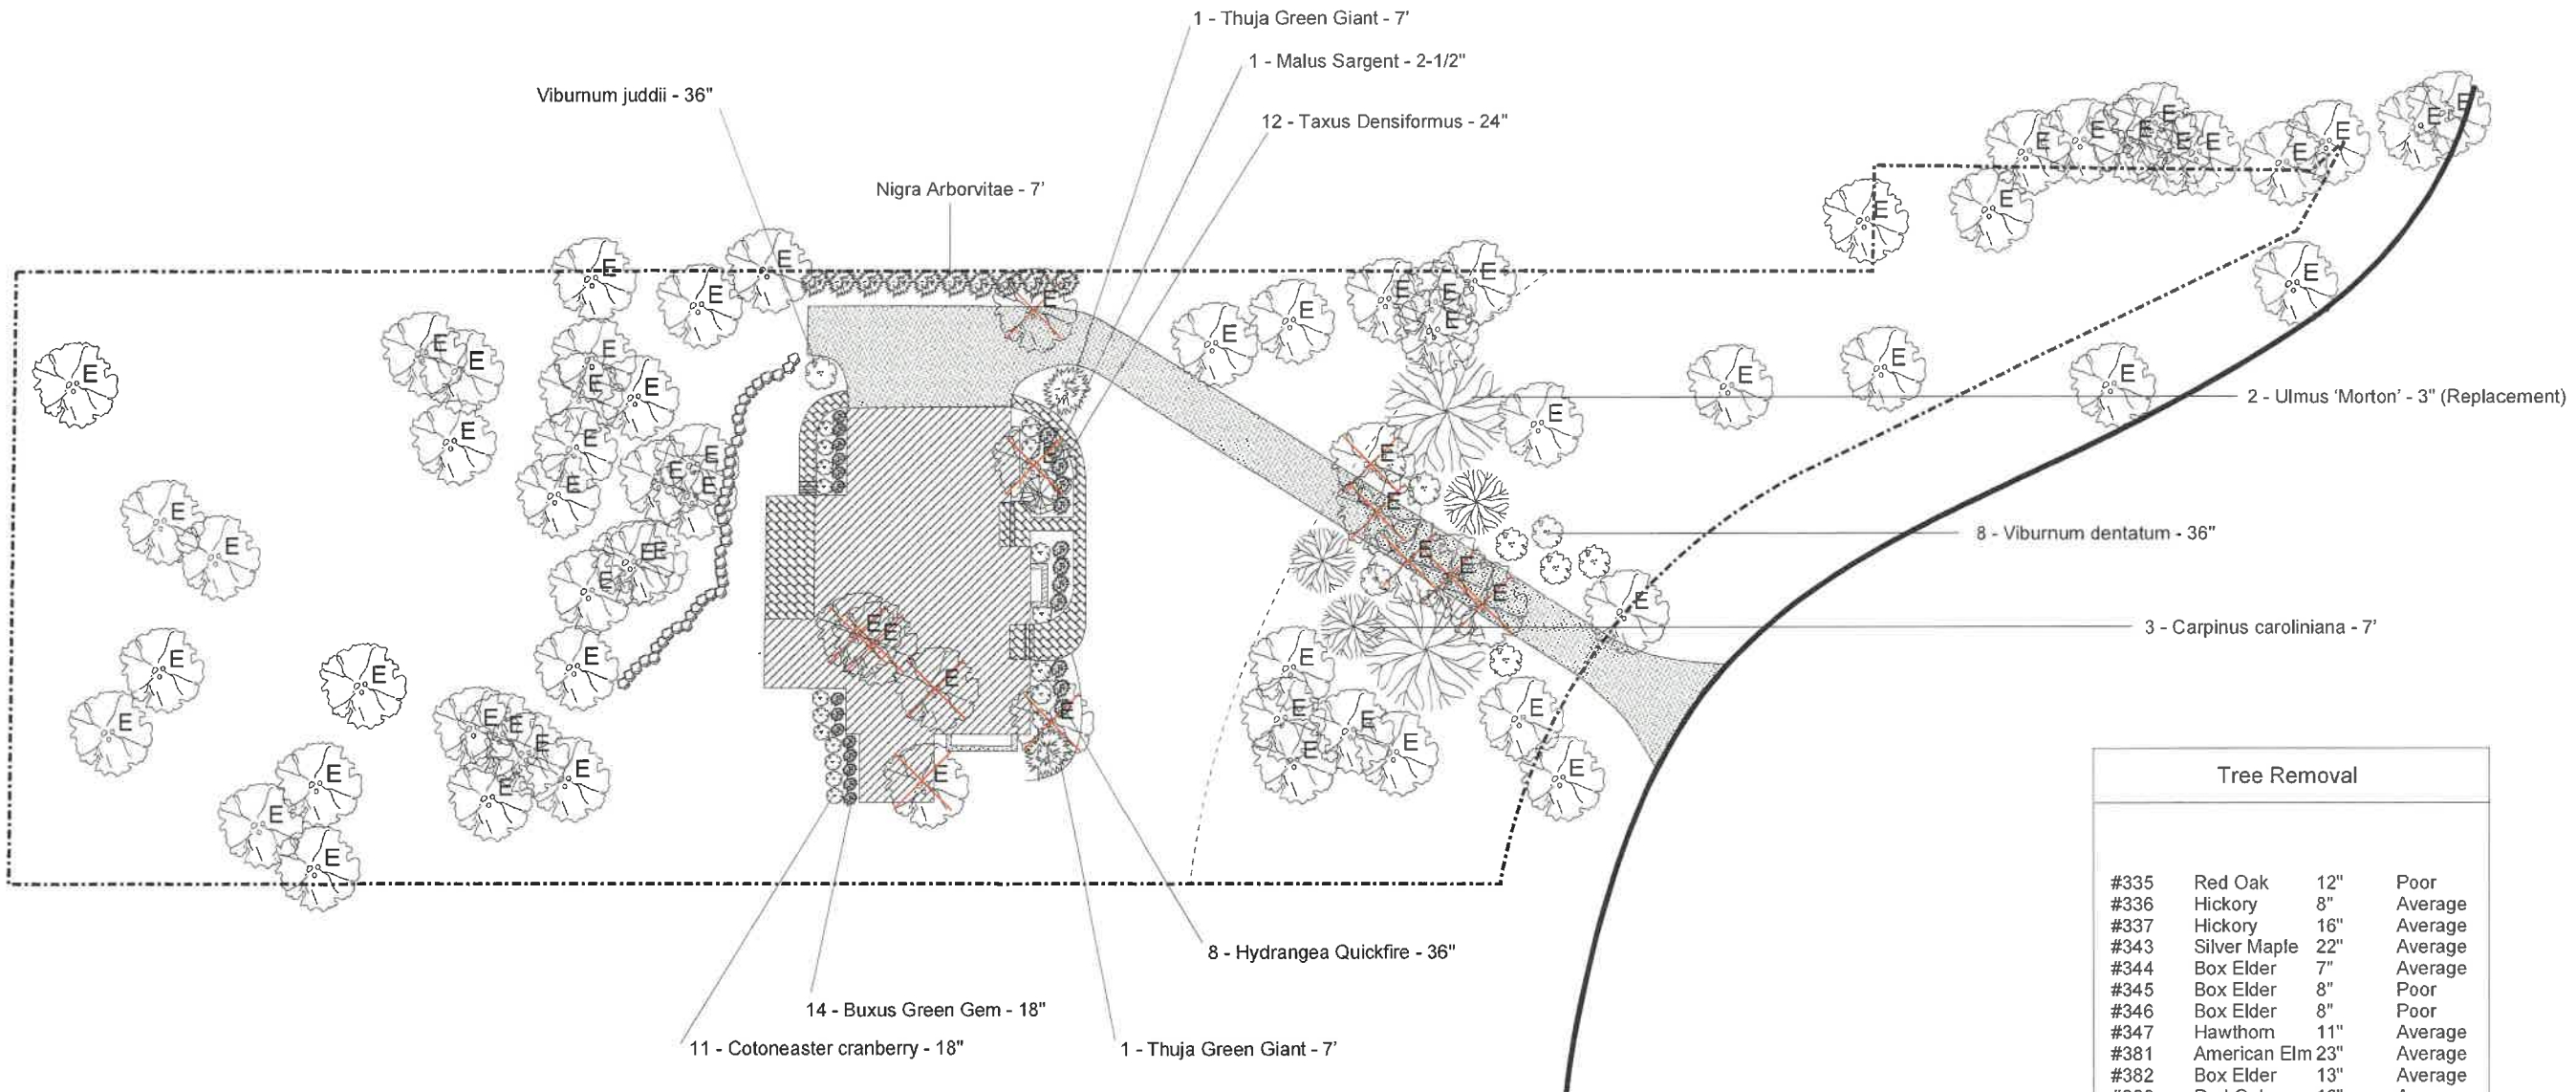 1 - Thuja Green Giant - 7'
1 - Malus Sargent - 2-1/2"
Viburnum juddii - 36"
12 - Taxus Densiformus - 24"
Nigra Arborvitae - 7'
2 - Ulmus 'Morton' - 3" (Replacement)
8 - Viburnum dentatum - 36"
3 - Carpinus caroliniana - 7'
8 - Hydrangea Quickfire - 36"
14 - Buxus Green Gem - 18"
11 - Cotoneaster cranberry - 18"
1 - Thuja Green Giant - 7'
Tree Removal
#335 Red Oak 12" Poor
#336 Hickory 8" Average
#337 Hickory 16" Average
#343 Silver Maple 22" Average
#344 Box Elder 7" Average
#345 Box Elder 8" Poor
#346 Box Elder 8" Poor
#347 Hawthorn 11" Average
#381 American Elm 23" Average
#382 Box Elder 13" Average